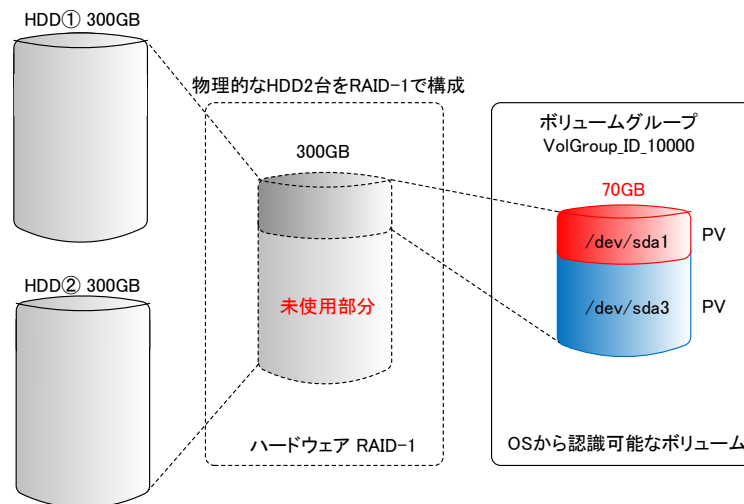 HDD① 300GB
物理的なHDD2台をRAID-1で構成
300GB
未使用部分
ハードウェア RAID-1
HDD② 300GB
ボリュームグループ
VolGroup_ID_10000
70GB
/dev/sda1
PV
/dev/sda3
PV
OSから認識可能なボリューム